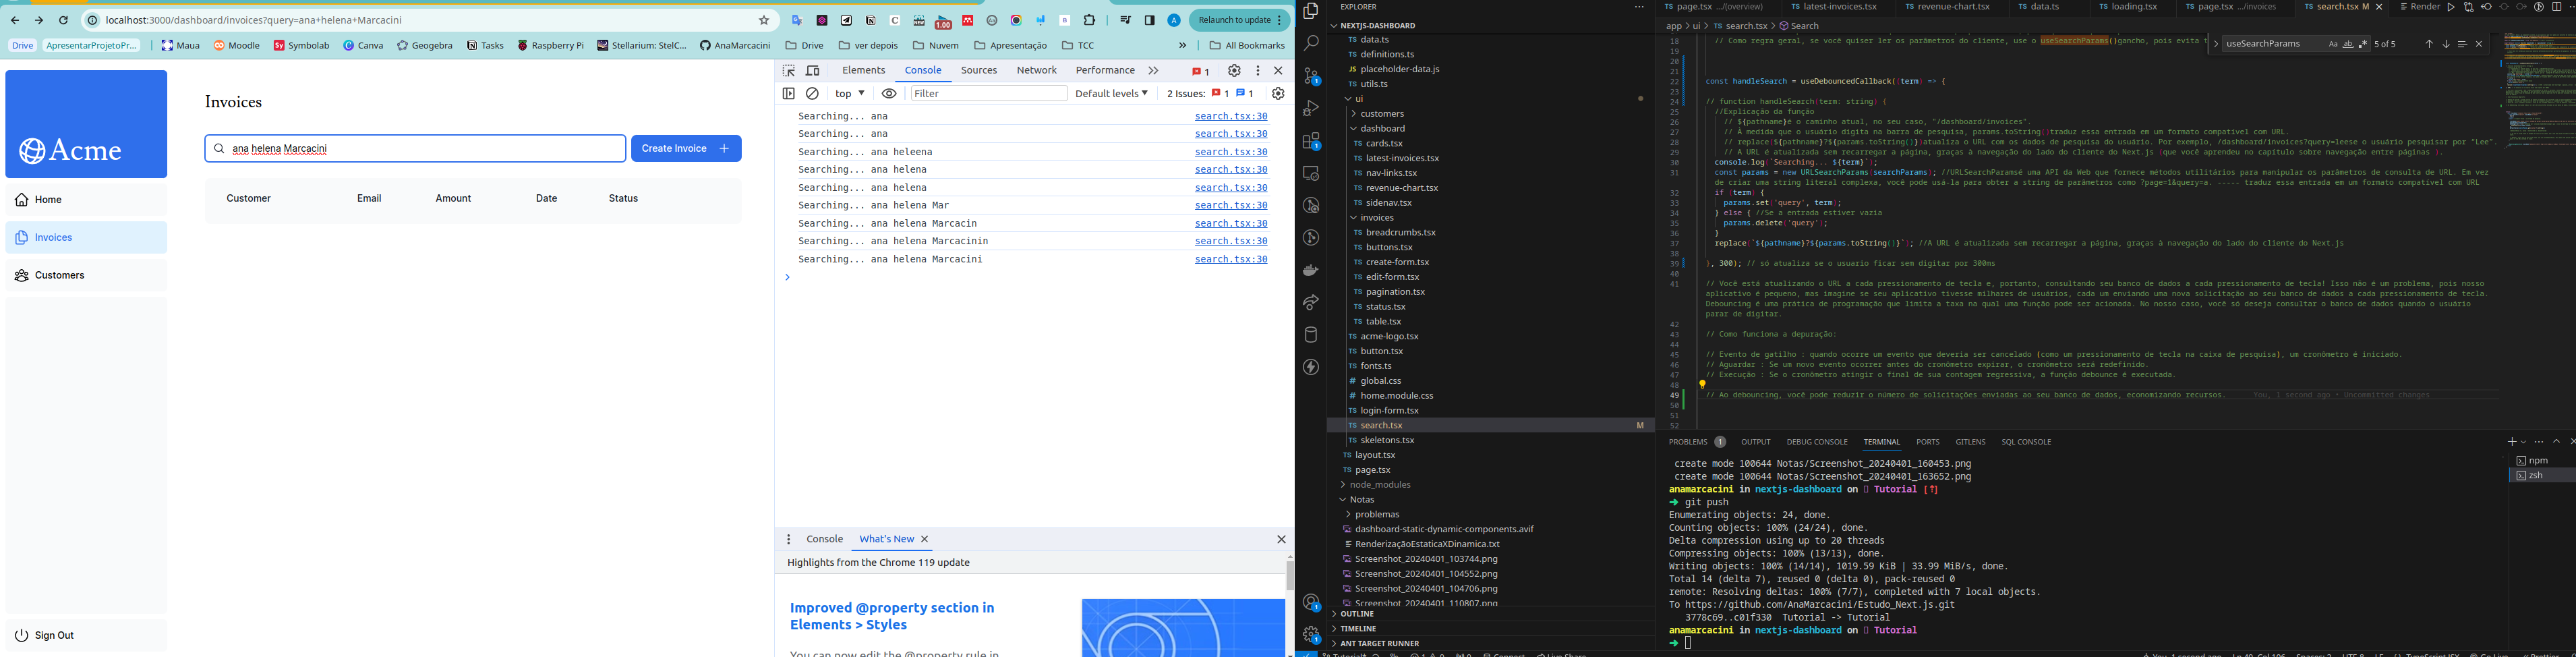 localhost:3000/dashboard/invoices?query=ana+helena+Marcacini
Relaunch to update
Drive
ApresentarProjetoPr...
Maua
Moodle
Symbolab
Canva
Geogebra
Tasks
Raspberry Pi
Stellarium: StelC...
AnaMarcacini
Drive
ver depois
Nuvem
Apresentação
TCC
»
All Bookmarks
Acme
Home
Invoices
Customers
Sign Out
Invoices
ana helena Marcacini
Create Invoice
Customer Email Amount Date Status
Elements Console Sources Network Performance 1
top Filter Default levels 2 Issues: 1 1
Searching... ana search.tsx:30
Searching... ana search.tsx:30
Searching... ana heleena search.tsx:30
Searching... ana helena search.tsx:30
Searching... ana helena search.tsx:30
Searching... ana helena Mar search.tsx:30
Searching... ana helena Marcacin search.tsx:30
Searching... ana helena Marcacinin search.tsx:30
Searching... ana helena Marcacini search.tsx:30
Console What's New
Highlights from the Chrome 119 update
Improved @property section in
Elements > Styles
You can now edit the @property rule in
EXPLORER
NEXTJS-DASHBOARD
data.ts
definitions.ts
placeholder-data.js
utils.ts
ui
customers
dashboard
cards.tsx
latest-invoices.tsx
nav-links.tsx
revenue-chart.tsx
sidenav.tsx
invoices
breadcrumbs.tsx
buttons.tsx
create-form.tsx
edit-form.tsx
pagination.tsx
status.tsx
table.tsx
acme-logo.tsx
button.tsx
fonts.ts
global.css
home.module.css
login-form.tsx
search.tsx M
skeletons.tsx
layout.tsx
page.tsx
node_modules
Notas
problemas
dashboard-static-dynamic-components.avif
RenderizaçãoEstaticaXDinamica.txt
Screenshot_20240401_103744.png
Screenshot_20240401_104552.png
Screenshot_20240401_104706.png
Screenshot_20240401_110807.png
OUTLINE
TIMELINE
ANT TARGET RUNNER
page.tsx .../(overview) latest-invoices.tsx revenue-chart.tsx data.ts loading.tsx page.tsx .../invoices search.tsx M Render
app > ui > search.tsx > Search
useSearchParams 5 of 5
18 // Como regra geral, se você quiser ler os parâmetros do cliente, use o useSearchParams()gancho, pois evita t
19
20
21
22 const handleSearch = useDebouncedCallback((term) => {
23
24 // function handleSearch(term: string) {
25 //Explicação da função
26 // ${pathname}é o caminho atual, no seu caso, "/dashboard/invoices".
27 // À medida que o usuário digita na barra de pesquisa, params.toString()traduz essa entrada em um formato compatível com URL.
28 // replace(${pathname}?${params.toString()})atualiza o URL com os dados de pesquisa do usuário. Por exemplo, /dashboard/invoices?query=leese o usuário pesquisar por "Lee".
29 // A URL é atualizada sem recarregar a página, graças à navegação do lado do cliente do Next.js (que você aprendeu no capítulo sobre navegação entre páginas ).
30 console.log(`Searching... ${term}`);
31 const params = new URLSearchParams(searchParams); //URLSearchParamsé uma API da Web que fornece métodos utilitários para manipular os parâmetros de consulta de URL. Em vez
de criar uma string literal complexa, você pode usá-la para obter a string de parâmetros como ?page=1&query=a. ----- traduz essa entrada em um formato compatível com URL
32 if (term) {
33 params.set('query', term);
34 } else { //Se a entrada estiver vazia
35 params.delete('query');
36 }
37 replace(`${pathname}?${params.toString()}`); //A URL é atualizada sem recarregar a página, graças à navegação do lado do cliente do Next.js
38
39 }, 300); // só atualiza se o usuario ficar sem digitar por 300ms
40
41 // Você está atualizando o URL a cada pressionamento de tecla e, portanto, consultando seu banco de dados a cada pressionamento de tecla! Isso não é um problema, pois nosso
aplicativo é pequeno, mas imagine se seu aplicativo tivesse milhares de usuários, cada um enviando uma nova solicitação ao seu banco de dados a cada pressionamento de tecla.
Debouncing é uma prática de programação que limita a taxa na qual uma função pode ser acionada. No nosso caso, você só deseja consultar o banco de dados quando o usuário
parar de digitar.
42
43 // Como funciona a depuração:
44
45 // Evento de gatilho : quando ocorre um evento que deveria ser cancelado (como um pressionamento de tecla na caixa de pesquisa), um cronômetro é iniciado.
46 // Aguardar : Se um novo evento ocorrer antes do cronômetro expirar, o cronômetro será redefinido.
47 // Execução : Se o cronômetro atingir o final de sua contagem regressiva, a função debounce é executada.
48
49 // Ao debouncing, você pode reduzir o número de solicitações enviadas ao seu banco de dados, economizando recursos. You, 1 second ago • Uncommitted changes
50
51
52
PROBLEMS 1 OUTPUT DEBUG CONSOLE TERMINAL PORTS GITLENS SQL CONSOLE
create mode 100644 Notas/Screenshot_20240401_160453.png
create mode 100644 Notas/Screenshot_20240401_163652.png
anamarcacini in nextjs-dashboard on Tutorial [↑]
➜ git push
Enumerating objects: 24, done.
Counting objects: 100% (24/24), done.
Delta compression using up to 20 threads
Compressing objects: 100% (13/13), done.
Writing objects: 100% (14/14), 1019.59 KiB | 33.99 MiB/s, done.
Total 14 (delta 7), reused 0 (delta 0), pack-reused 0
remote: Resolving deltas: 100% (7/7), completed with 7 local objects.
To https://github.com/AnaMarcacini/Estudo_Next.js.git
3778c69..c01f330 Tutorial -> Tutorial
anamarcacini in nextjs-dashboard on Tutorial
➜
npm
zsh